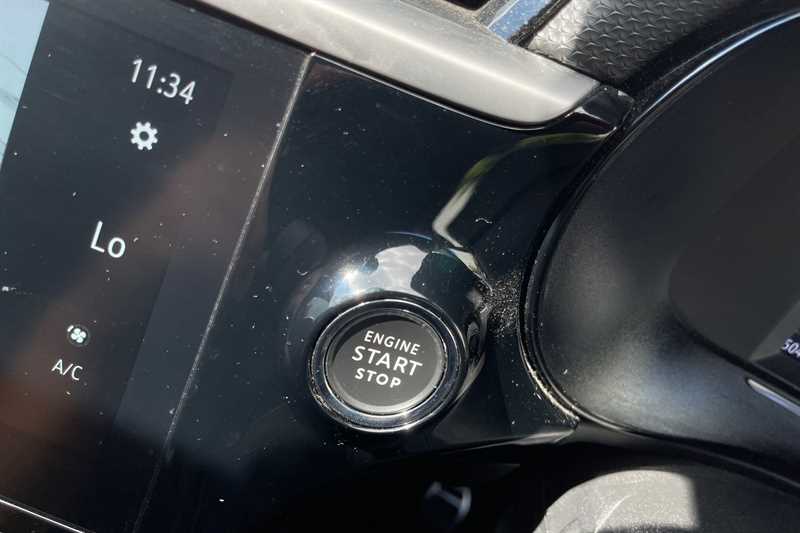 11:34
Lo
A/C
ENGINE
START
STOP